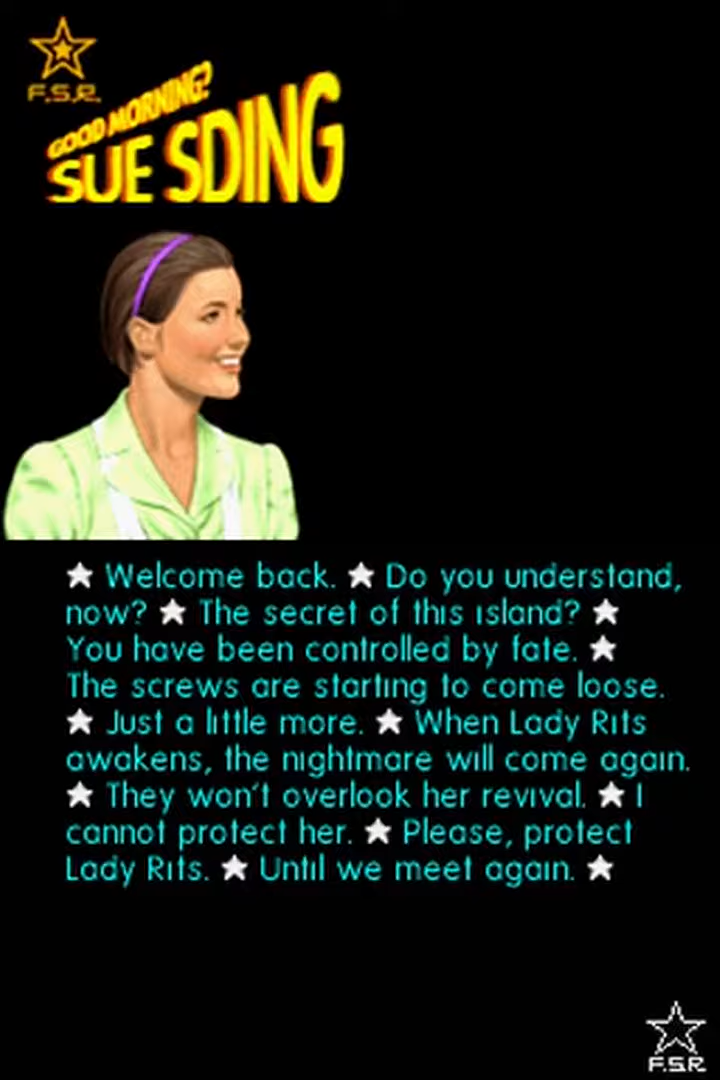 F.S.R.
GOOD MORNING?
SUE SDING
★ Welcome back. ★ Do you understand,
now? ★ The secret of this island? ★
You have been controlled by fate. ★
The screws are starting to come loose.
★ Just a little more. ★ When Lady Rits
awakens, the nightmare will come again.
★ They won't overlook her revival. ★ I
cannot protect her. ★ Please, protect
Lady Rits. ★ Until we meet again. ★
F.S.R.